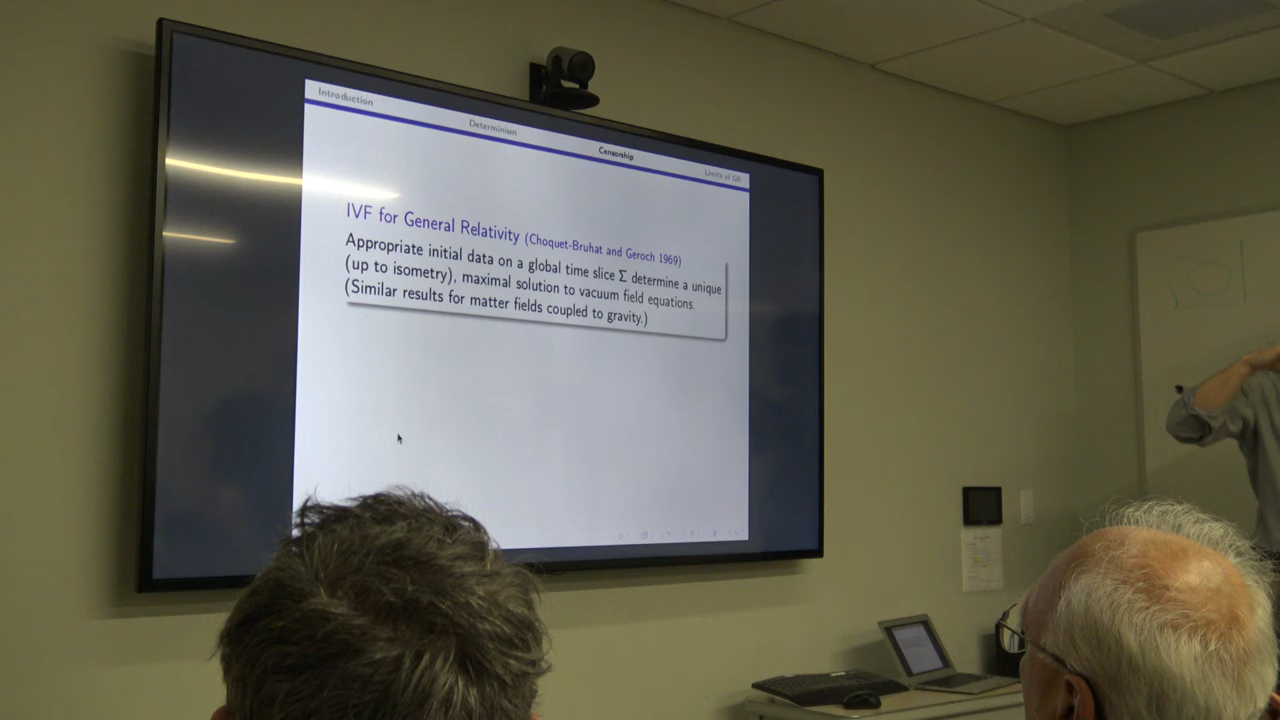 Introduction
Determinism
Censorship
Limits of GR
IVF for General Relativity (Choquet-Bruhat and Geroch 1969)
Appropriate initial data on a global time slice Σ determine a unique
(up to isometry), maximal solution to vacuum field equations.
(Similar results for matter fields coupled to gravity.)